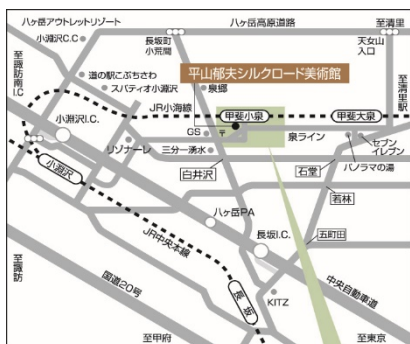 八ヶ岳アウトレットリゾート
八ヶ岳高原道路
至清里
小淵沢C.C
長坂町
小荒間
天女山
入口
至諏訪南I.C
道の駅こぶちさわ
スパティオ小淵沢
泉郷
平山郁夫シルクロード美術館
至清里駅
JR小海線
甲斐小泉
甲斐大泉
小淵沢I.C.
GS
〒
泉ライン
セブン
イレブン
リゾナーレ
三分一湧水
パノラマの湯
小淵沢
白井沢
石堂
若林
八ヶ岳PA
長坂I.C.
五町田
JR中央本線
中央自動車道
至諏訪
国道20号
長坂
KITZ
至甲府
至東京